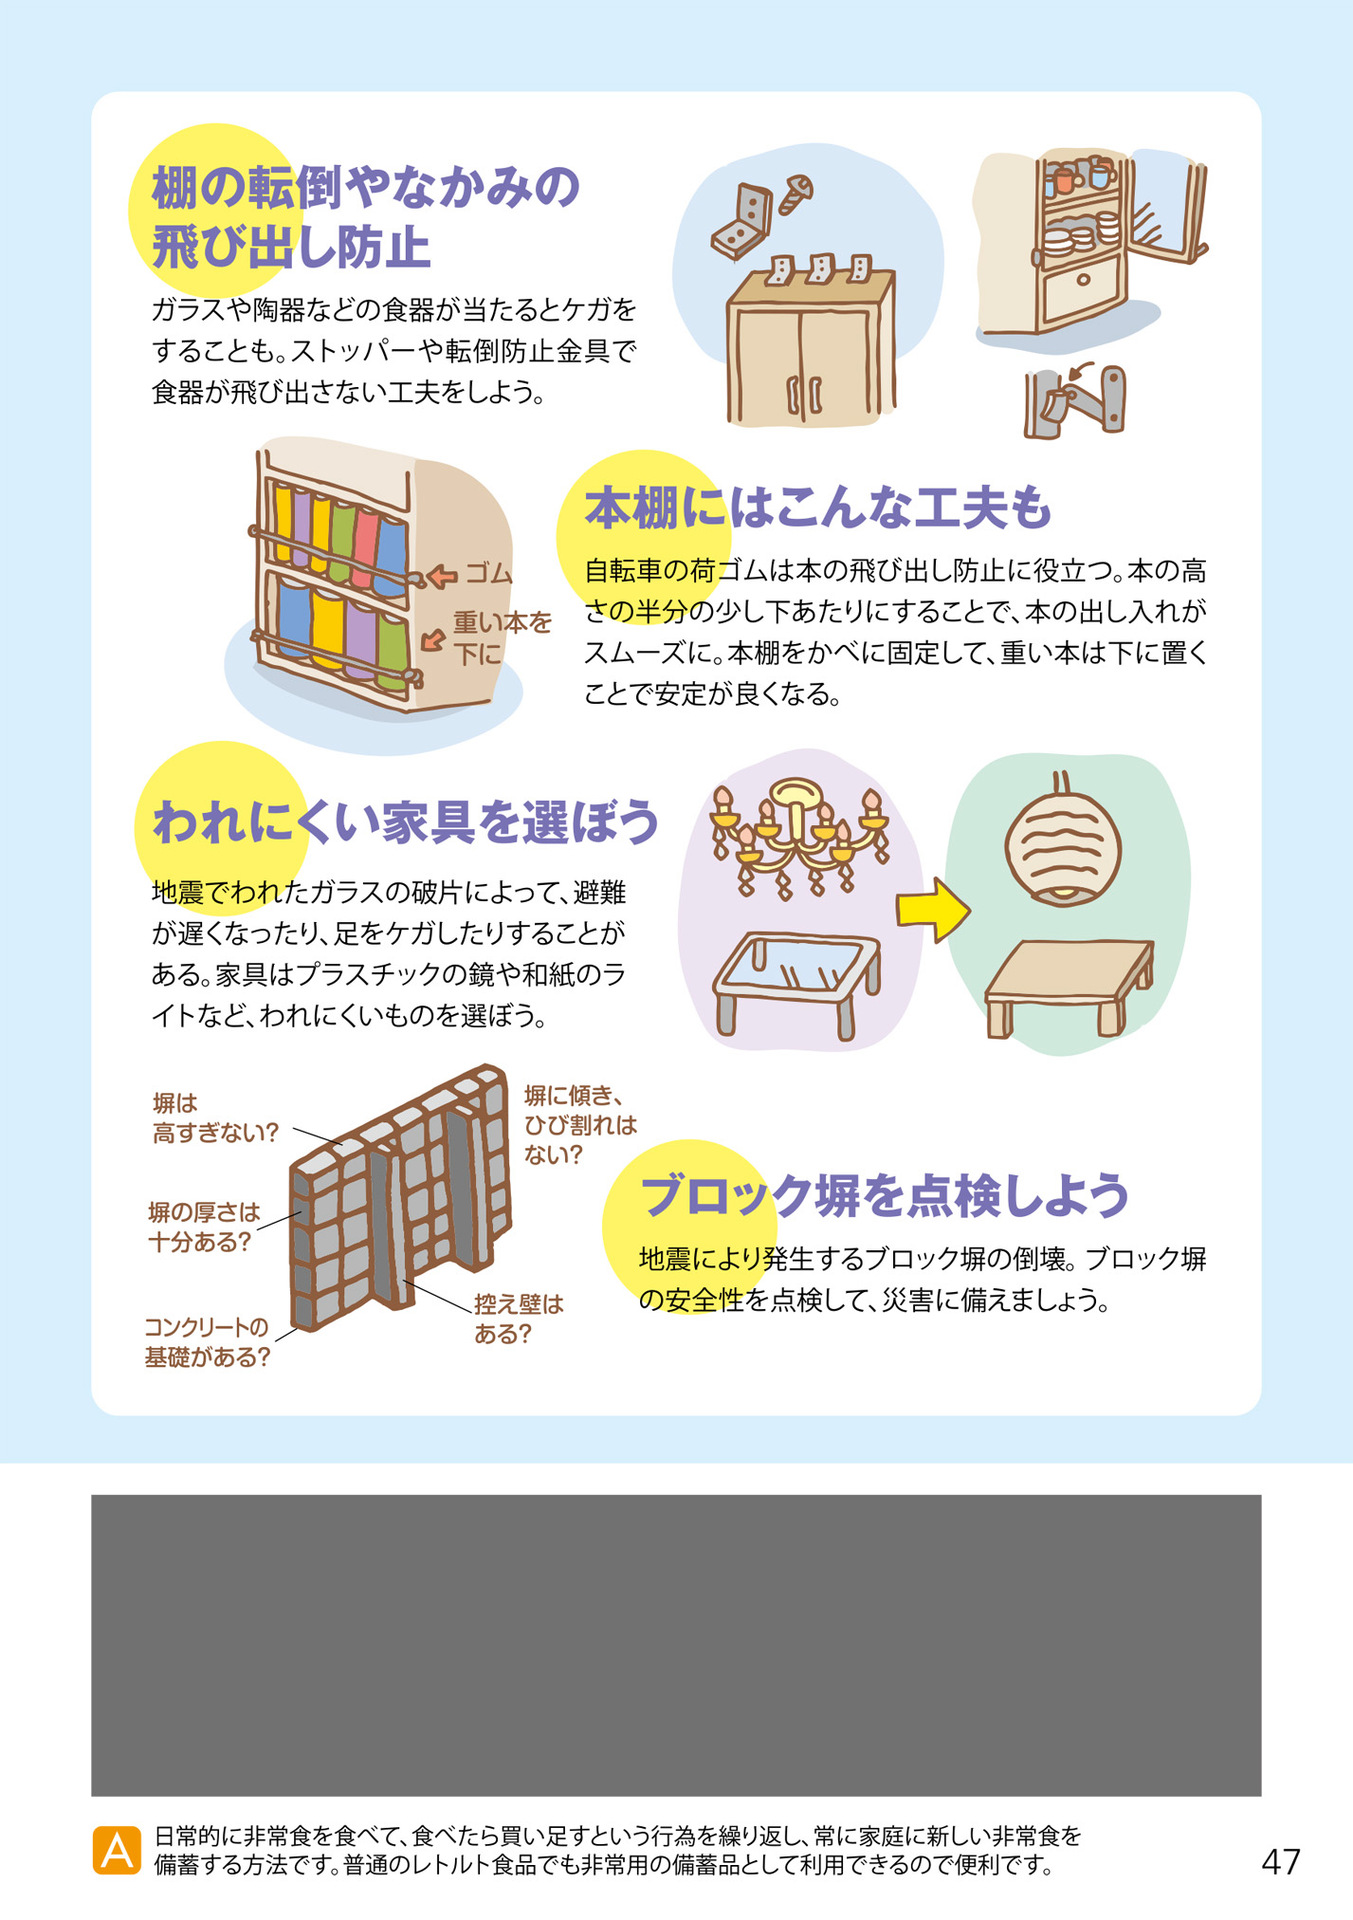 棚の転倒やなかみの
飛び出し防止
ガラスや陶器などの食器が当たるとケガを
することも。ストッパーや転倒防止金具で
食器が飛び出さない工夫をしよう。
ゴム
重い本を
下に
本棚にはこんな工夫も
自転車の荷ゴムは本の飛び出し防止に役立つ。本の高
さの半分の少し下あたりにすることで、本の出し入れが
スムーズに。本棚をかべに固定して、重い本は下に置く
ことで安定が良くなる。
われにくい家具を選ぼう
地震でわれたガラスの破片によって、避難
が遅くなったり、足をケガしたりすることが
ある。家具はプラスチックの鏡や和紙のラ
イトなど、われにくいものを選ぼう。
塀は
高すぎない?
塀の厚さは
十分ある?
コンクリートの
基礎がある?
塀に傾き、
ひび割れは
ない?
控え壁は
ある?
ブロック塀を点検しよう
地震により発生するブロック塀の倒壊。ブロック塀
の安全性を点検して、災害に備えましょう。
A 日常的に非常食を食べて、食べたら買い足すという行為を繰り返し、常に家庭に新しい非常食を
備蓄する方法です。普通のレトルト食品でも非常用の備蓄品として利用できるので便利です。
47